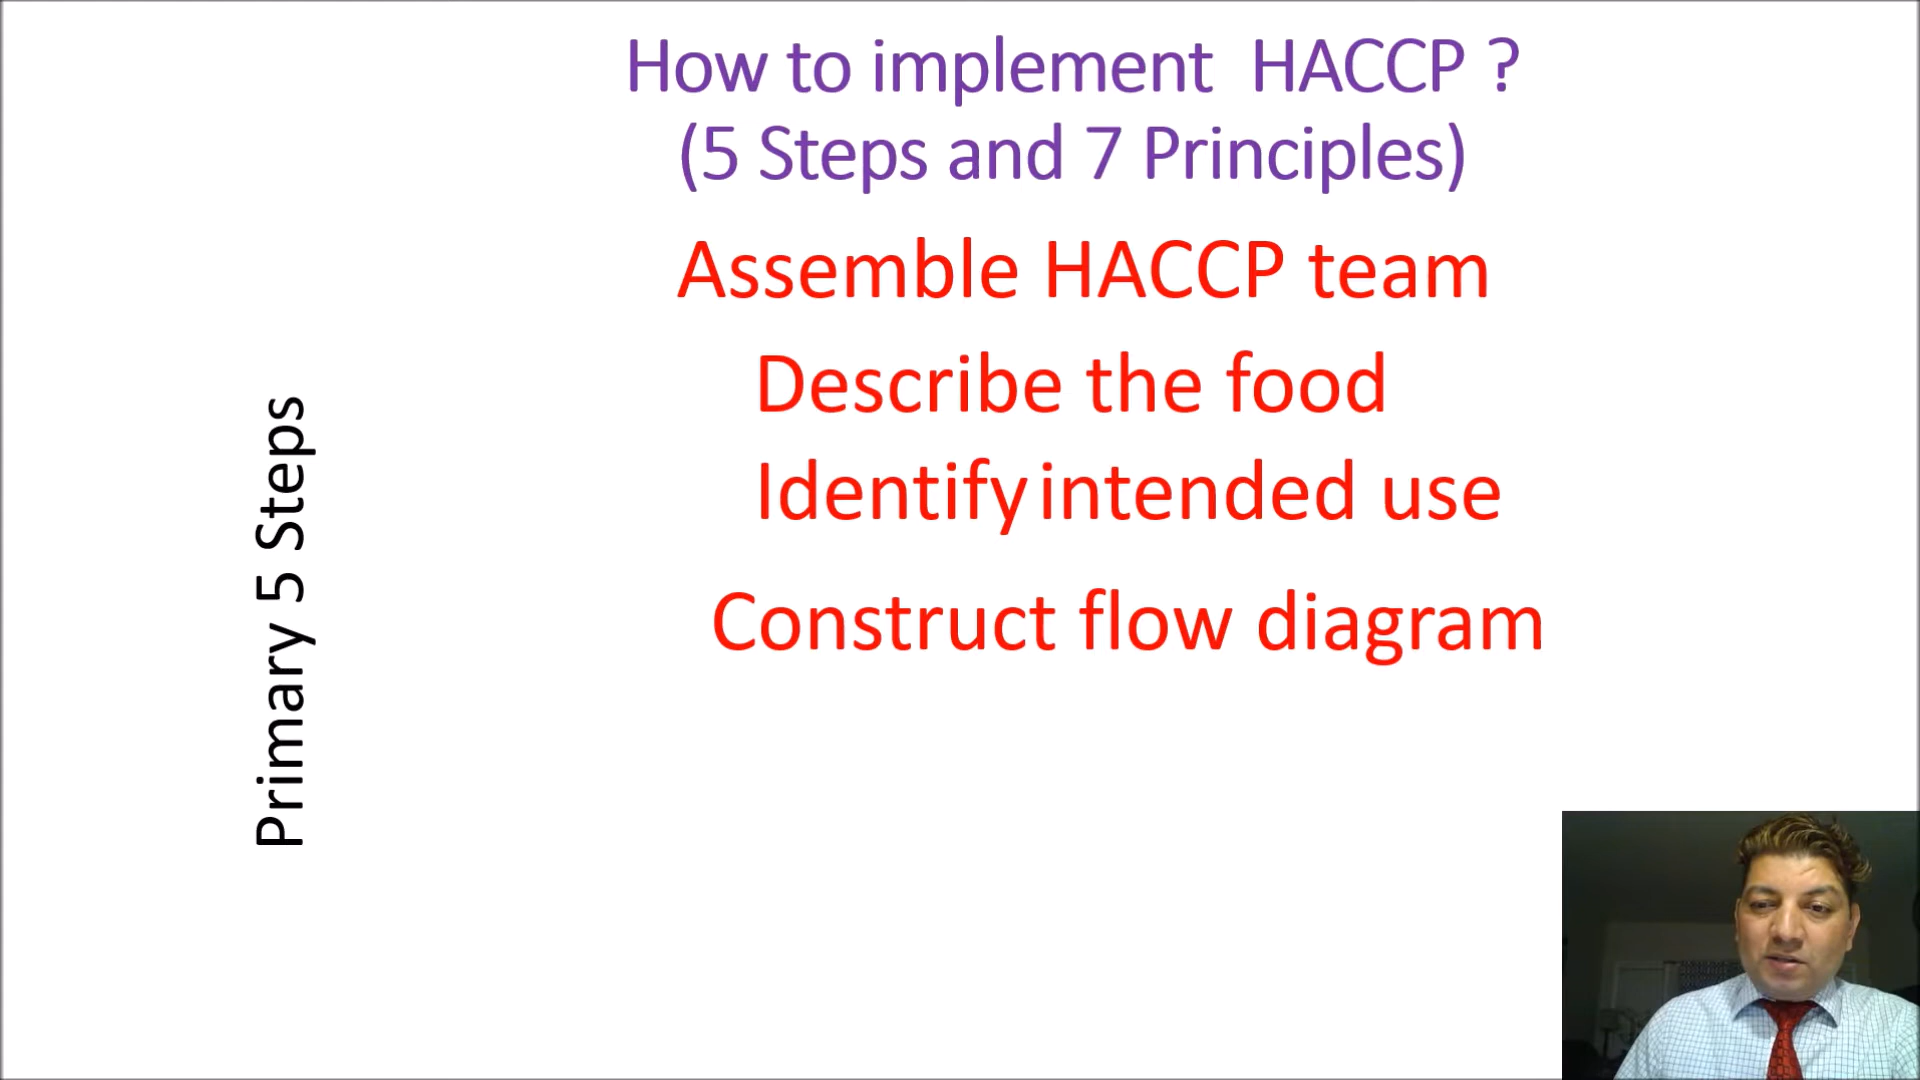 How to implement HACCP ?
(5 Steps and 7 Principles)
Assemble HACCP team
Describe the food
Identify intended use
Construct flow diagram
Primary 5 Steps